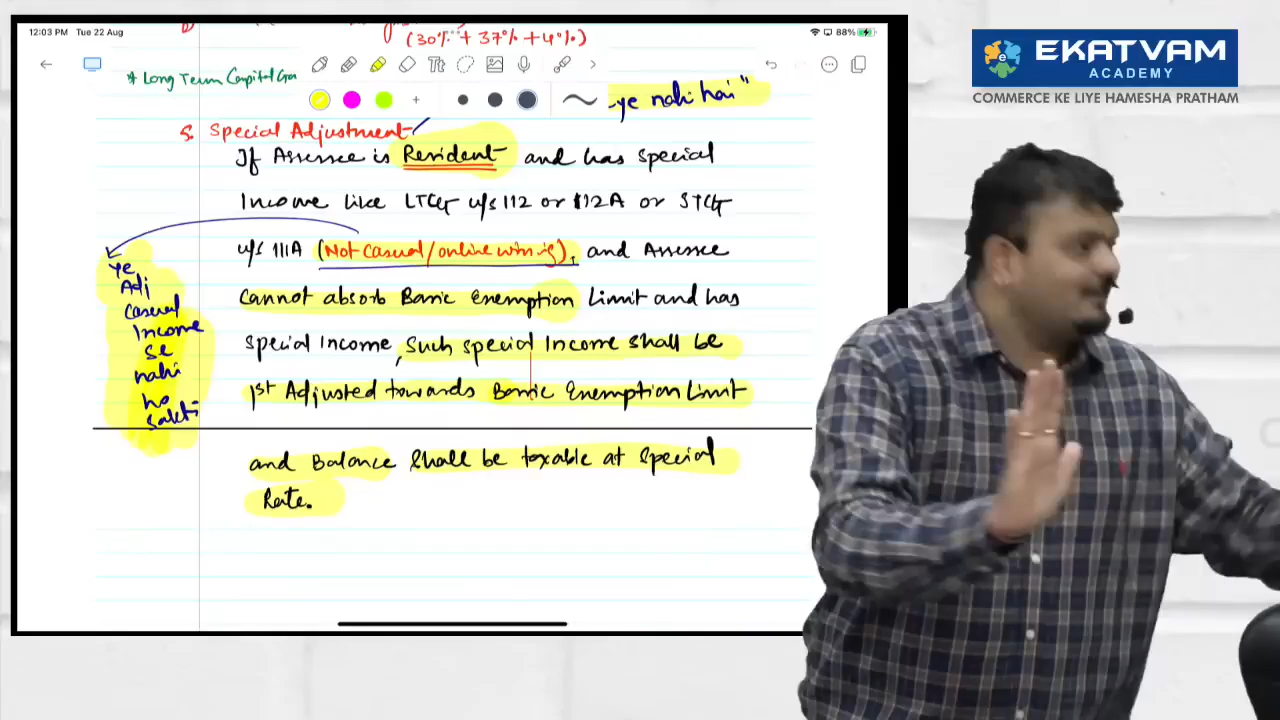 12:03 PM Tue 22 Aug
88%
(30% + 37% + 4%)
* Long Term Capital Gai
ye nahi hai"
5. Special Adjustment
If Assessee is Resident and has special
Income like LTCG u/s 112 or 112A or STCG
u/s 111A (Not casual/online winnig), and Assessee
cannot absorb Basic Exemption Limit and has
special income, Such special Income shall be
1st Adjusted towards Basic Exemption Limit
and Balance shall be taxable at special
Rate.
ye
Adj
casual
Income
se
nahi
ho
sakti
EKATVAM
ACADEMY
COMMERCE KE LIYE HAMESHA PRATHAM